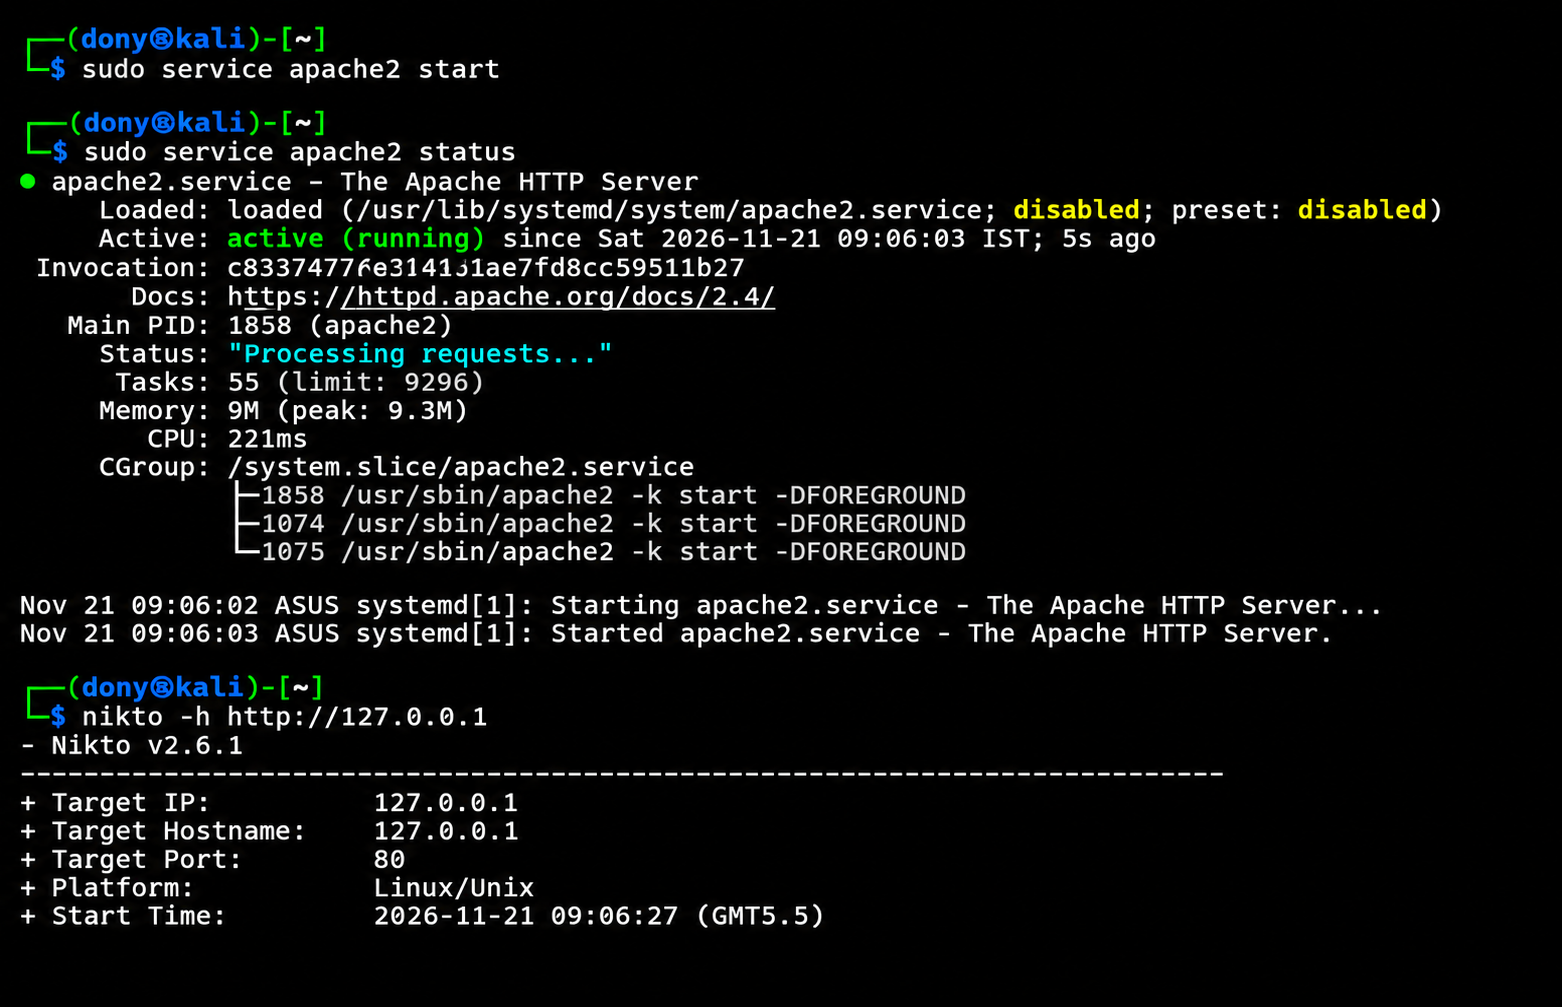 ┌──(dony㉿kali)-[~]
└─$ sudo service apache2 start
┌──(dony㉿kali)-[~]
└─$ sudo service apache2 status
● apache2.service – The Apache HTTP Server
Loaded: loaded (/usr/lib/systemd/system/apache2.service; disabled; preset: disabled)
Active: active (running) since Sat 2026-11-21 09:06:03 IST; 5s ago
Invocation:
Docs: https://httpd.apache.org/docs/2.4/
Main PID: 1858 (apache2)
Status: "Processing requests..."
Tasks: 55 (limit: 9296)
Memory: 9M (peak: 9.3M)
CPU: 221ms
CGroup: /system.slice/apache2.service
├─1858 /usr/sbin/apache2 -k start -DFOREGROUND
├─1074 /usr/sbin/apache2 -k start -DFOREGROUND
└─1075 /usr/sbin/apache2 -k start -DFOREGROUND
Nov 21 09:06:02 ASUS systemd[1]: Starting apache2.service - The Apache HTTP Server...
Nov 21 09:06:03 ASUS systemd[1]: Started apache2.service - The Apache HTTP Server.
┌──(dony㉿kali)-[~]
└─$ nikto -h http://127.0.0.1
- Nikto v2.6.1
---------------------------------------------------------------------------
+ Target IP: 127.0.0.1
+ Target Hostname: 127.0.0.1
+ Target Port: 80
+ Platform: Linux/Unix
+ Start Time: 2026-11-21 09:06:27 (GMT5.5)